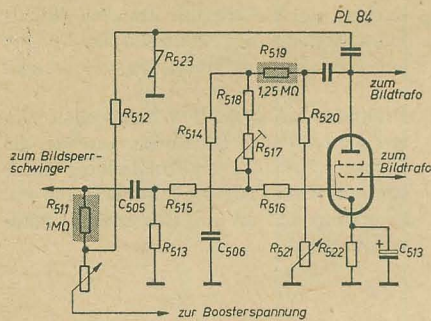 PL 84
R519
R523
1,25 MΩ
zum
Bildtrafo
R518
R512
R514
R520
R517
zum Bildsperr-
schwinger
zum
Bildtrafo
R511
1MΩ
C505
R515
R516
R513
C506
R521
R522
+
C513
zur Boosterspannung